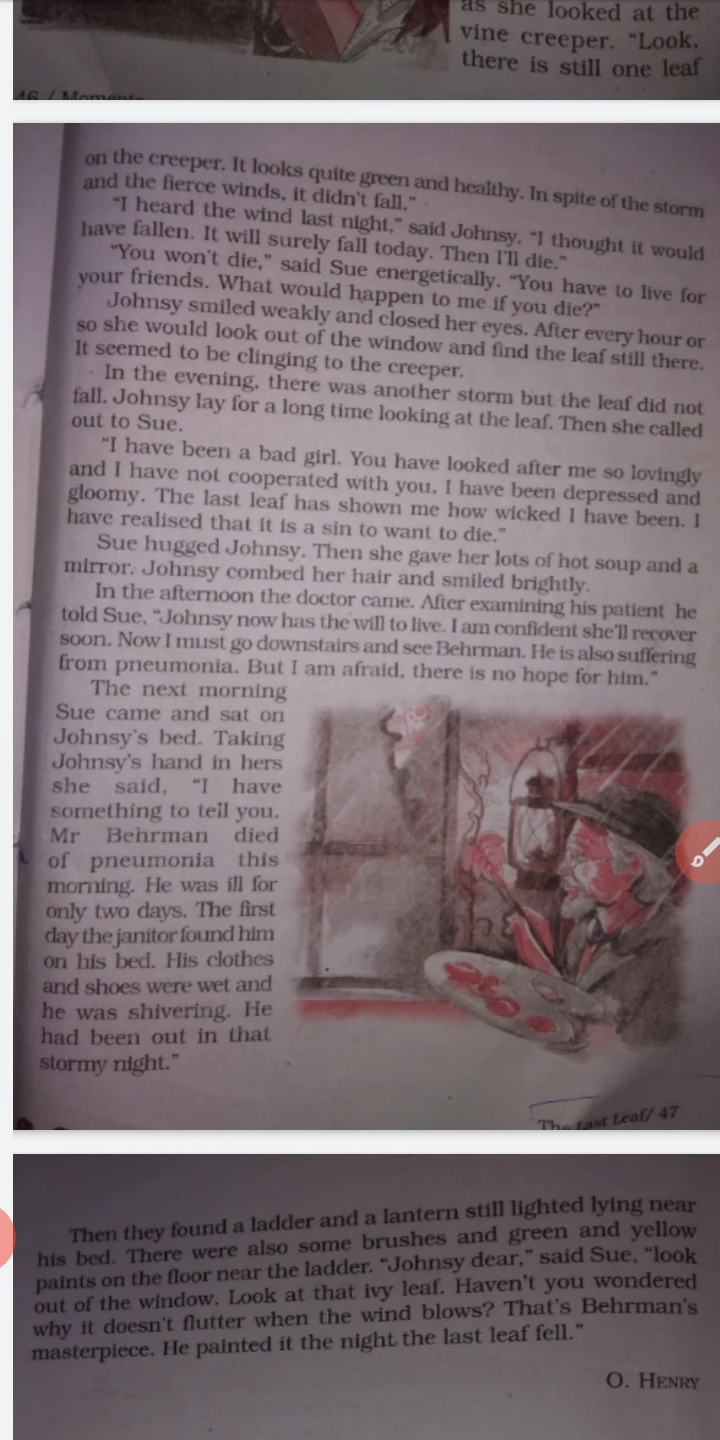 as she looked at the
vine creeper. “Look,
there is still one leaf
46 / Moments
on the creeper. It looks quite green and healthy. In spite of the storm
and the fierce winds, it didn’t fall.”
“I heard the wind last night,” said Johnsy. “I thought it would
have fallen. It will surely fall today. Then I’ll die.”
“You won’t die,” said Sue energetically. “You have to live for
your friends. What would happen to me if you die?”
Johnsy smiled weakly and closed her eyes. After every hour or
so she would look out of the window and find the leaf still there.
It seemed to be clinging to the creeper.
In the evening, there was another storm but the leaf did not
fall. Johnsy lay for a long time looking at the leaf. Then she called
out to Sue.
“I have been a bad girl. You have looked after me so lovingly
and I have not cooperated with you. I have been depressed and
gloomy. The last leaf has shown me how wicked I have been. I
have realised that it is a sin to want to die.”
Sue hugged Johnsy. Then she gave her lots of hot soup and a
mirror. Johnsy combed her hair and smiled brightly.
In the afternoon the doctor came. After examining his patient he
told Sue, “Johnsy now has the will to live. I am confident she’ll recover
soon. Now I must go downstairs and see Behrman. He is also suffering
from pneumonia. But I am afraid, there is no hope for him.”
The next morning
Sue came and sat on
Johnsy’s bed. Taking
Johnsy’s hand in hers
she said, “I have
something to tell you.
Mr Behrman died
of pneumonia this
morning. He was ill for
only two days. The first
day the janitor found him
on his bed. His clothes
and shoes were wet and
he was shivering. He
had been out in that
stormy night.”
The Last Leaf/ 47
Then they found a ladder and a lantern still lighted lying near
his bed. There were also some brushes and green and yellow
paints on the floor near the ladder. “Johnsy dear,” said Sue, “look
out of the window. Look at that ivy leaf. Haven’t you wondered
why it doesn’t flutter when the wind blows? That’s Behrman’s
masterpiece. He painted it the night the last leaf fell.”
O. HENRY